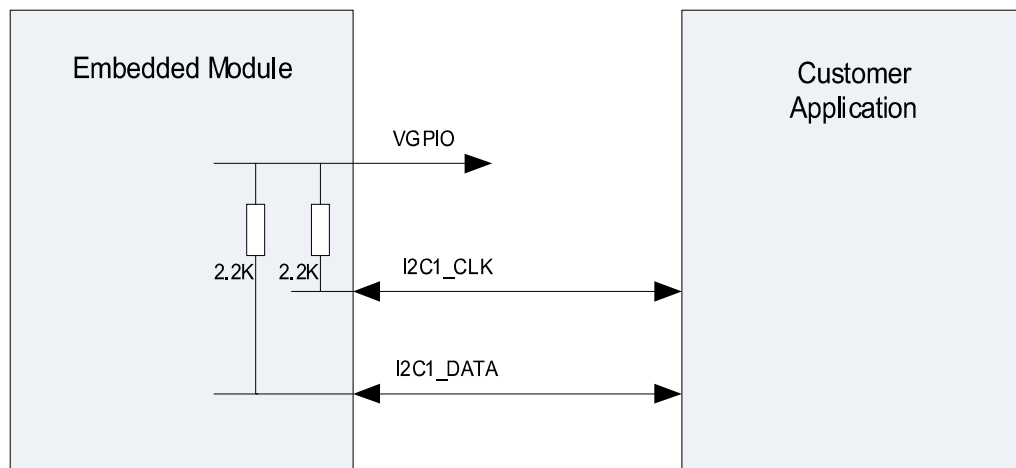 Embedded Module
Customer
Application
VGPIO
2.2K
2.2K
I2C1_CLK
I2C1_DATA